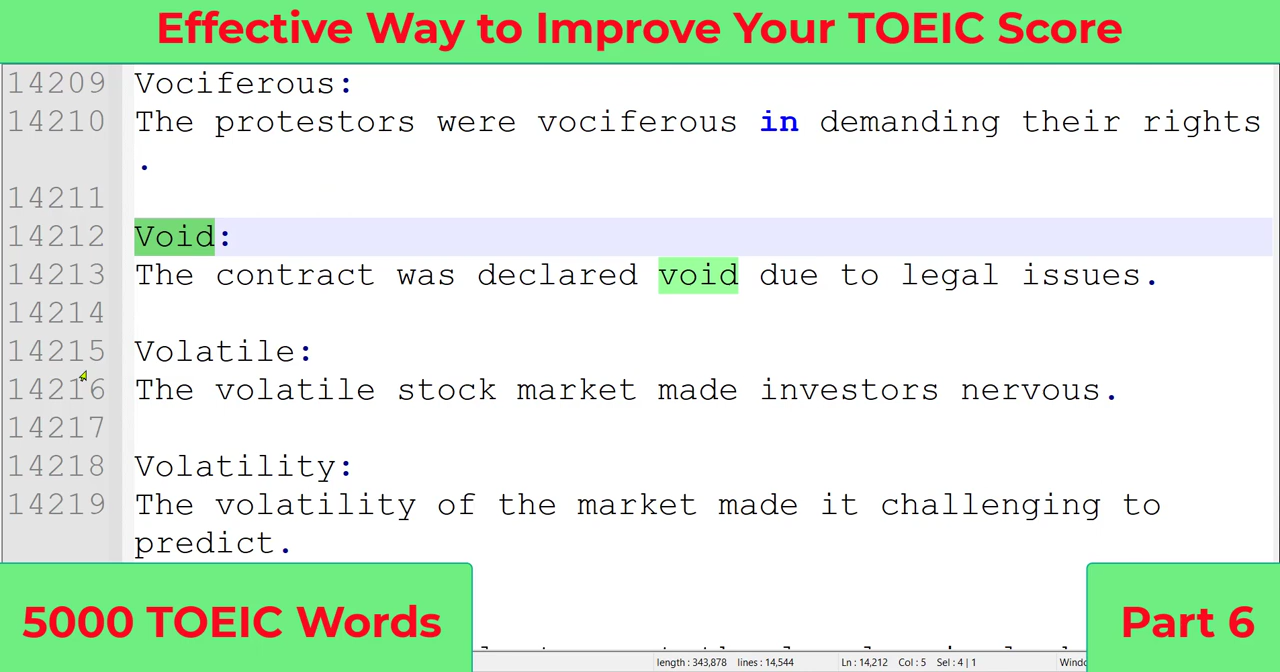 Effective Way to Improve Your TOEIC Score
14209 Vociferous:
14210 The protestors were vociferous in demanding their rights
.
14211
14212 Void:
14213 The contract was declared void due to legal issues.
14214
14215 Volatile:
14216 The volatile stock market made investors nervous.
14217
14218 Volatility:
14219 The volatility of the market made it challenging to
predict.
5000 TOEIC Words
Part 6
length : 343,878 lines : 14,544 Ln : 14,212 Col : 5 Sel : 4 | 1 Windo